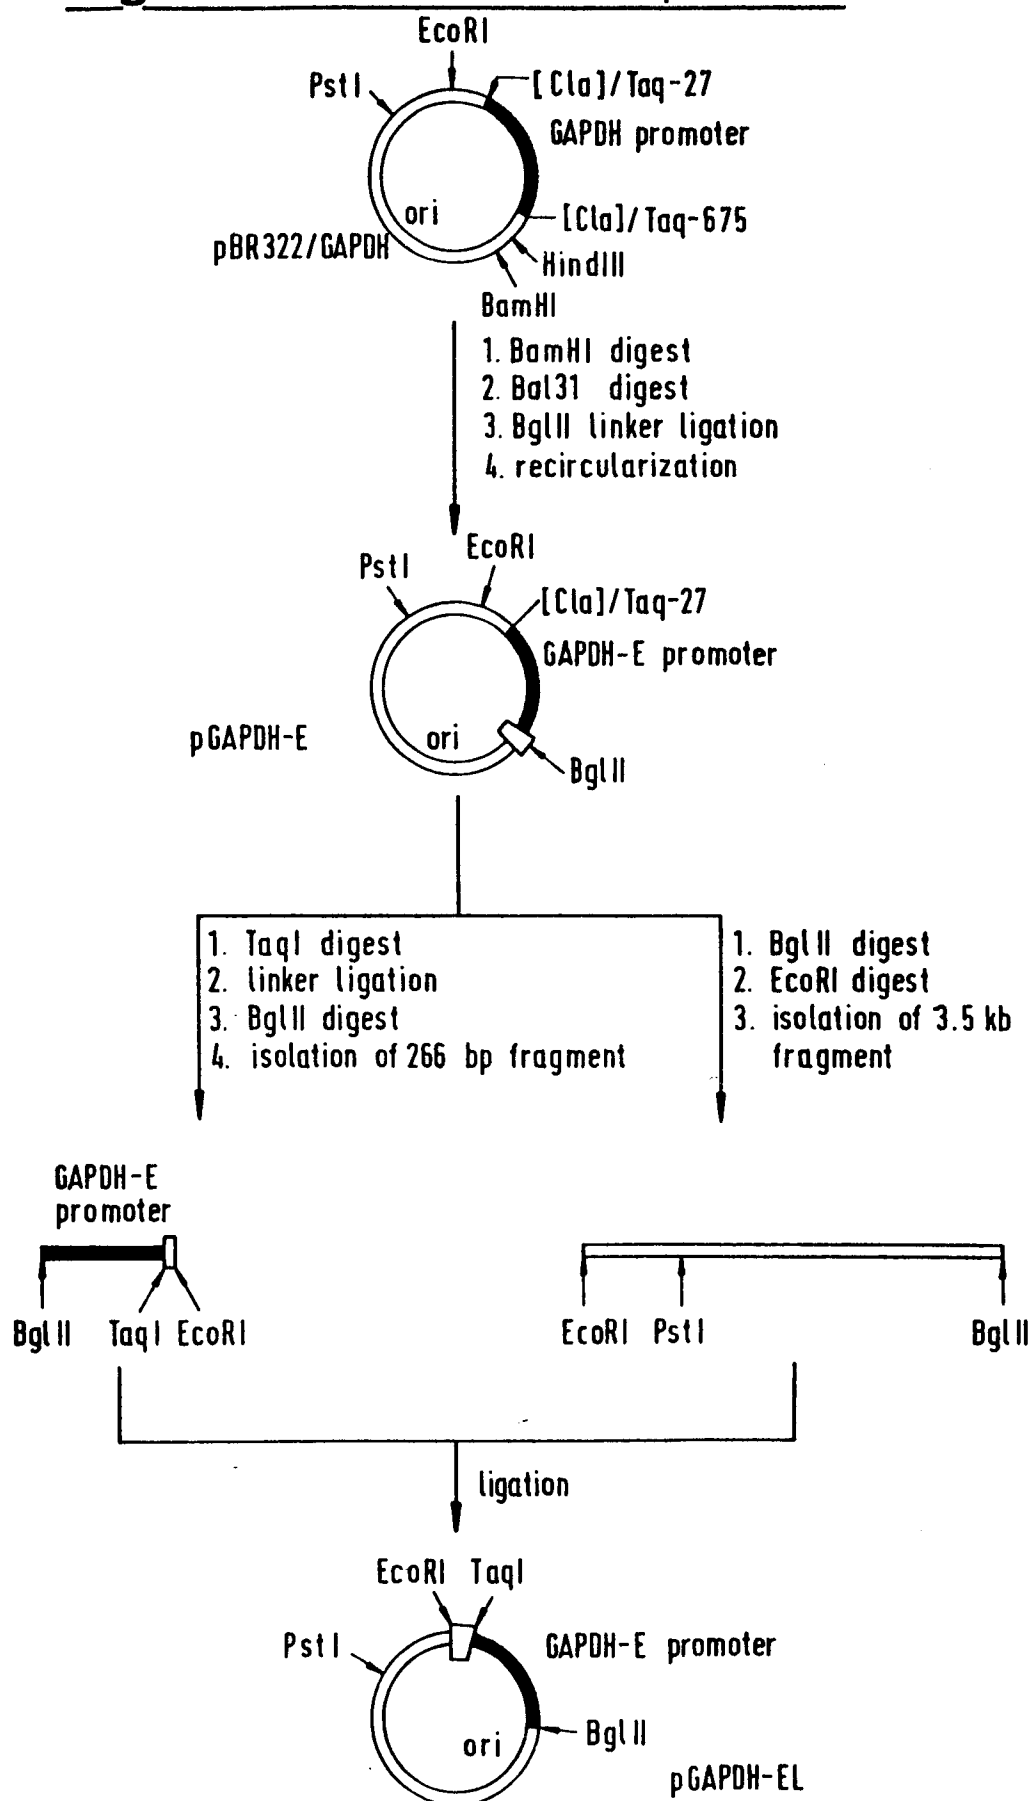 EcoRI
PstI
[Cla]/Taq-27
GAPDH promoter
ori
[Cla]/Taq-675
pBR322/GAPDH
HindIII
BamHI
1. BamHI digest
2. Bal31 digest
3. BglII linker ligation
4. recircularization
EcoRI
PstI
[Cla]/Taq-27
GAPDH-E promoter
pGAPDH-E
ori
BglII
1. TaqI digest
2. linker ligation
3. BglII digest
4. isolation of 266 bp fragment
1. BglII digest
2. EcoRI digest
3. isolation of 3.5 kb
fragment
GAPDH-E
promoter
BglII TaqI EcoRI
EcoRI PstI BglII
ligation
EcoRI TaqI
PstI
GAPDH-E promoter
BglII
ori
pGAPDH-EL